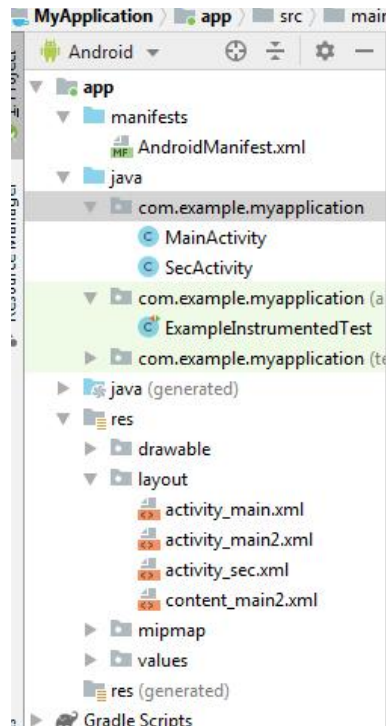 MyApplication app src main
Project
Android
app
manifests
MF AndroidManifest.xml
java
com.example.myapplication
C MainActivity
C SecActivity
Resource Manager
com.example.myapplication (a
C ExampleInstrumentedTest
com.example.myapplication (te
java (generated)
res
drawable
layout
activity_main.xml
activity_main2.xml
activity_sec.xml
content_main2.xml
mipmap
values
res (generated)
Gradle Scripts